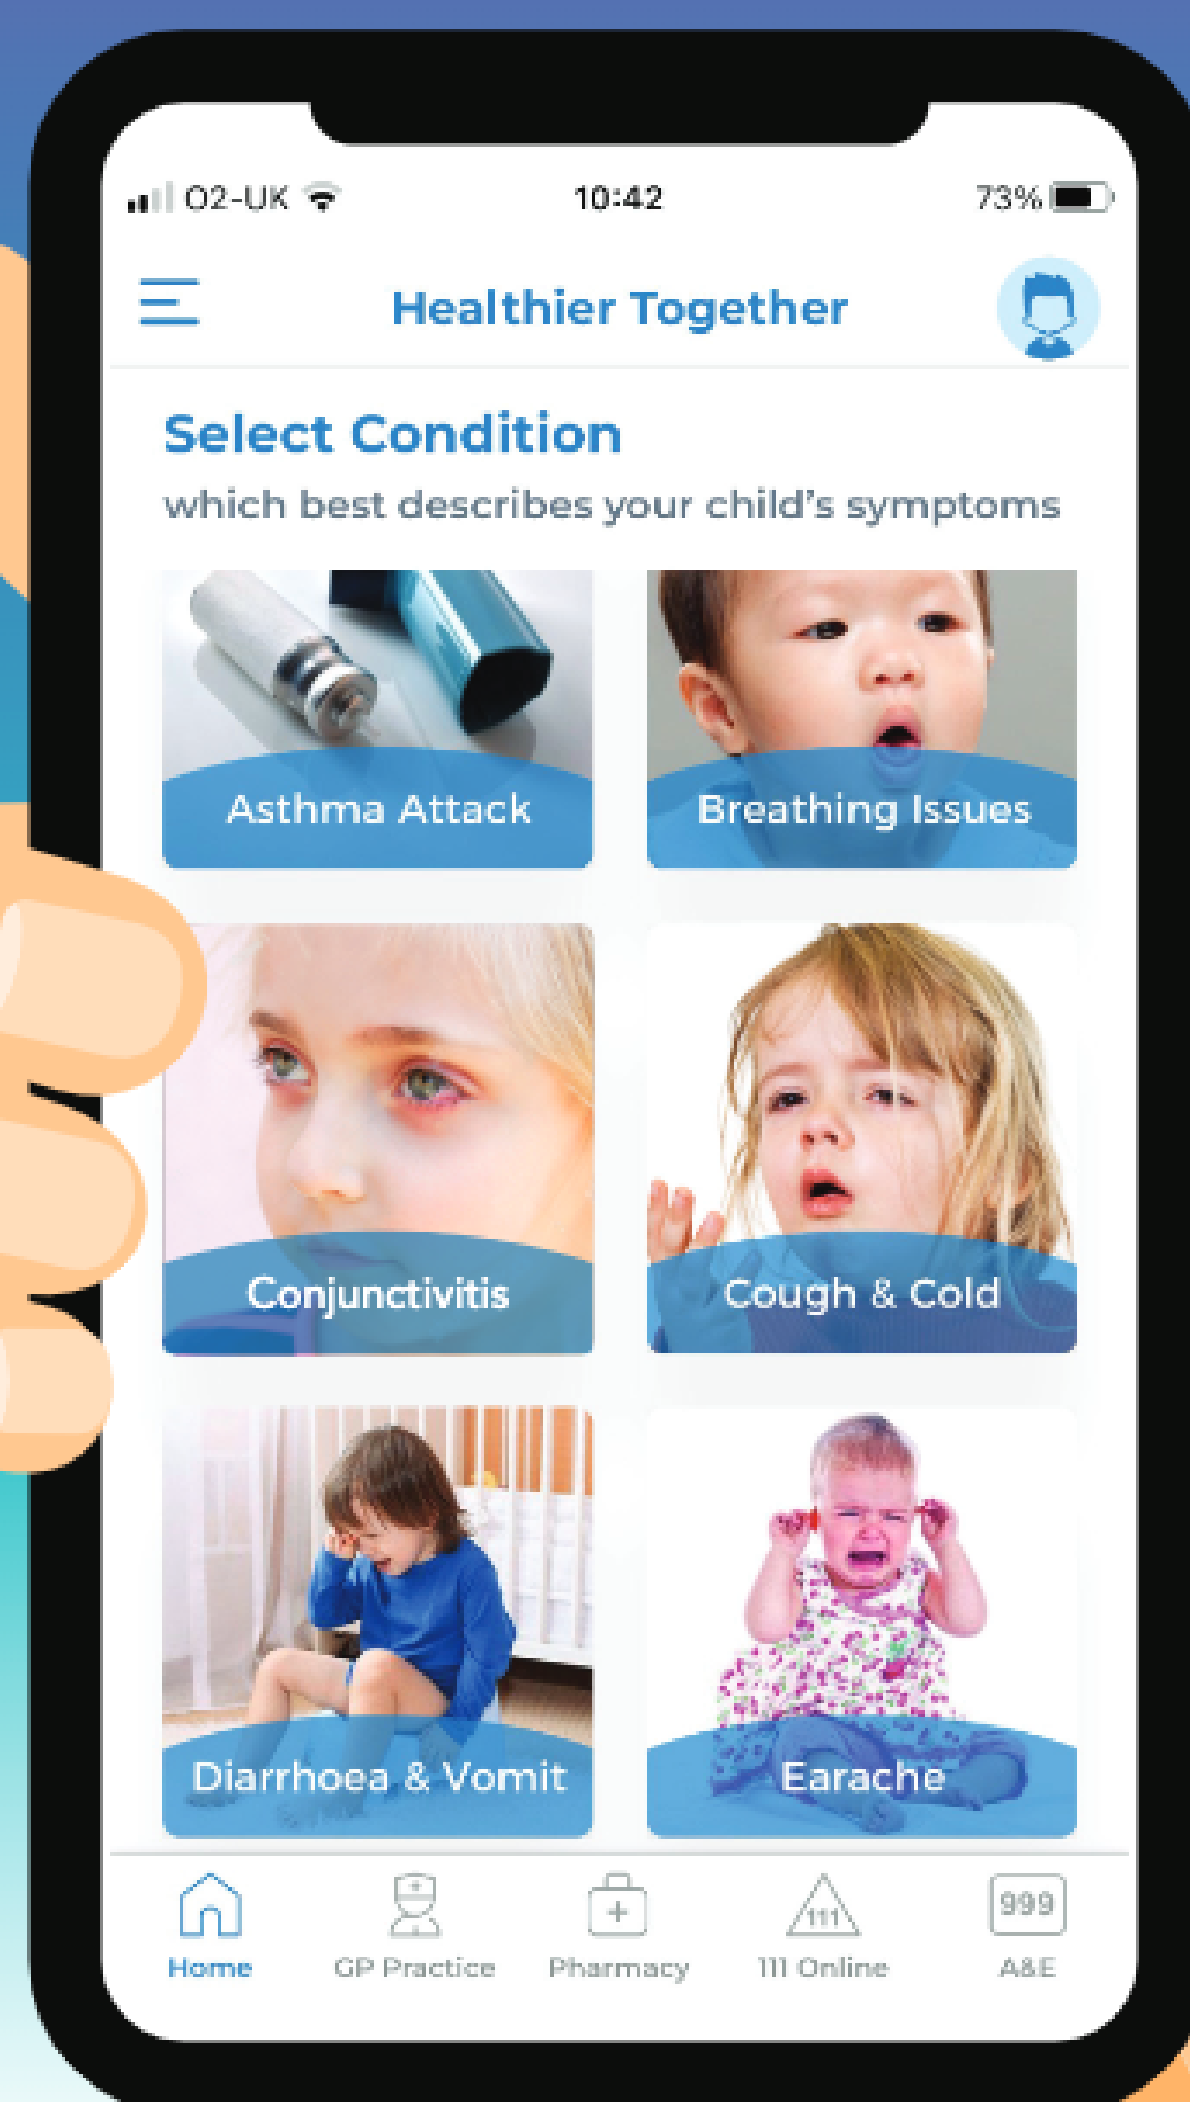 O2-UK
10:42
73%
Healthier Together
Select Condition
which best describes your child's symptoms
Asthma Attack
Breathing Issues
Conjunctivitis
Cough & Cold
Diarrhoea & Vomit
Earache
111
999
Home
GP Practice
Pharmacy
111 Online
A&E